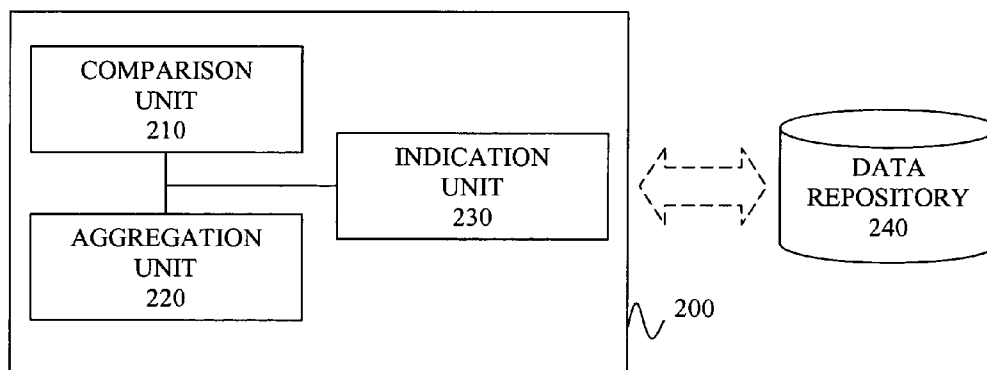 COMPARISON
UNIT
210
INDICATION
UNIT
230
AGGREGATION
UNIT
220
DATA
REPOSITORY
240
200